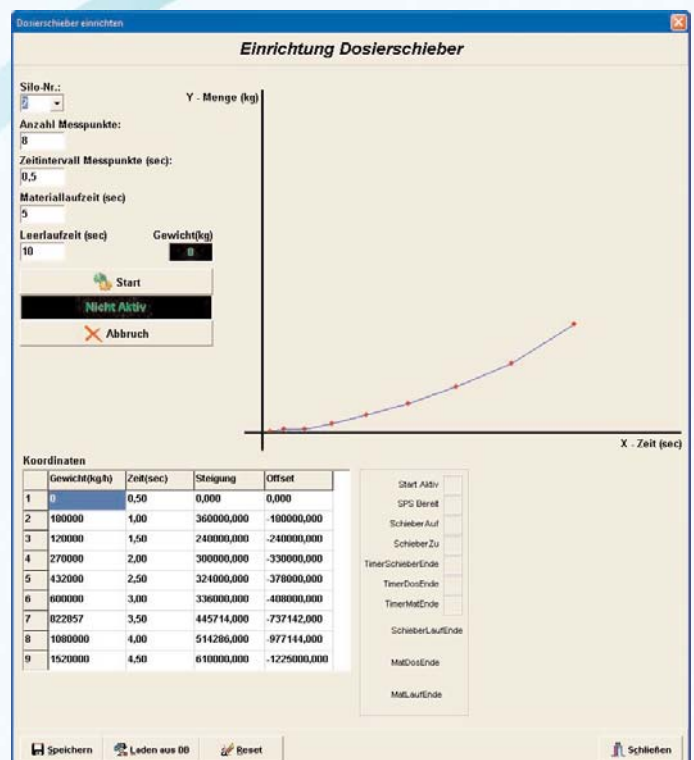 Dosierschieber einrichten
Einrichtung Dosierschieber
Silo-Nr.:
Y - Menge (kg)
Anzahl Messpunkte:
8
Zeitintervall Messpunkte (sec):
0,5
Materiallaufzeit (sec)
5
Leerlaufzeit (sec) Gewicht(kg)
10 0
Start
Nicht Aktiv
Abbruch
X - Zeit (sec)
Koordinaten
Gewicht(kg/h) Zeit(sec) Steigung Offset
1 0 0,50 0,000 0,000
2 180000 1,00 360000,000 -180000,000
3 120000 1,50 240000,000 -240000,000
4 270000 2,00 300000,000 -330000,000
5 432000 2,50 324000,000 -378000,000
6 600000 3,00 336000,000 -408000,000
7 822857 3,50 445714,000 -737142,000
8 1080000 4,00 514286,000 -977144,000
9 1520000 4,50 610000,000 -1225000,000
Start Aktiv
SPS Bereit
SchieberAuf
SchieberZu
TimerSchieberEnde
TimerDosEnde
TimerMatEnde
SchieberLaufEnde
MatDosEnde
MatLaufEnde
Speichern Laden aus DB Reset Schließen